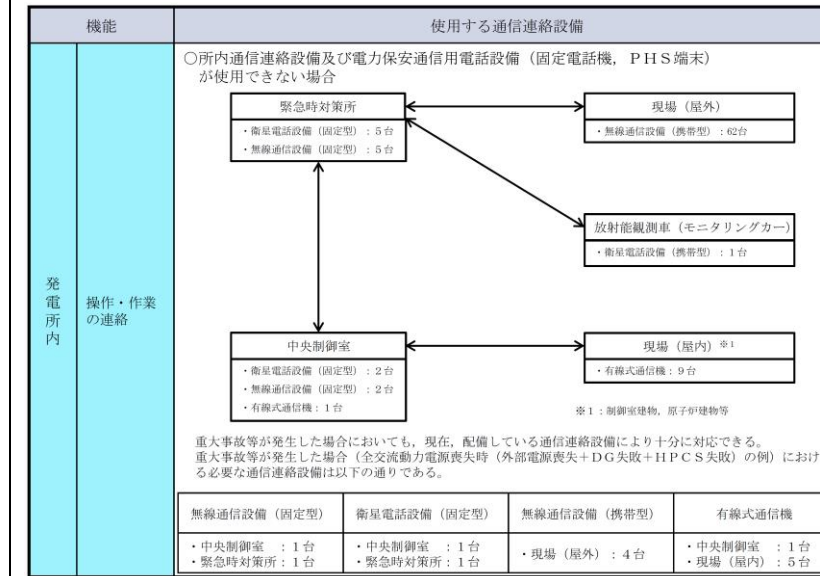 機能
使用する通信連絡設備
発電所内
操作・作業
の連絡
○所内通信連絡設備及び電力保安通信用電話設備（固定電話機，ＰＨＳ端末）
が使用できない場合
緊急時対策所
・衛星電話設備（固定型）：５台
・無線通信設備（固定型）：５台
現場（屋外）
・無線通信設備（携帯型）：62台
放射能観測車（モニタリングカー）
・衛星電話設備（携帯型）：１台
中央制御室
・衛星電話設備（固定型）：２台
・無線通信設備（固定型）：２台
・有線式通信機：１台
現場（屋内）※1
・有線式通信機：９台
※１：制御室建物，原子炉建物等
重大事故等が発生した場合においても，現在，配備している通信連絡設備により十分に対応できる。
重大事故等が発生した場合（全交流動力電源喪失時（外部電源喪失＋ＤＧ失敗＋ＨＰＣＳ失敗）の例）におけ
る必要な通信連絡設備は以下の通りである。
無線通信設備（固定型）
衛星電話設備（固定型）
無線通信設備（携帯型）
有線式通信機
・中央制御室　：１台
・緊急時対策所：１台
・中央制御室　：１台
・緊急時対策所：１台
・現場（屋外）：４台
・中央制御室　：１台
・現場（屋内）：５台